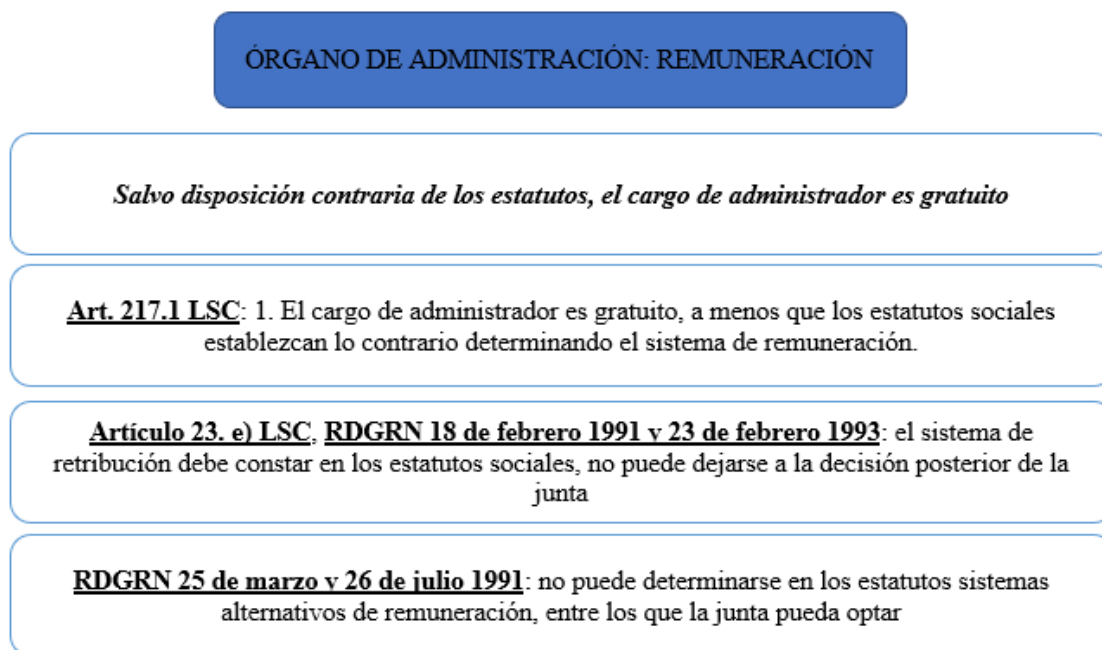 ÓRGANO DE ADMINISTRACIÓN: REMUNERACIÓN
Salvo disposición contraria de los estatutos, el cargo de administrador es gratuito
Art. 217.1 LSC: 1. El cargo de administrador es gratuito, a menos que los estatutos sociales
establezcan lo contrario determinando el sistema de remuneración.
Artículo 23. e) LSC, RDGRN 18 de febrero 1991 y 23 de febrero 1993: el sistema de
retribución debe constar en los estatutos sociales, no puede dejarse a la decisión posterior de la
junta
RDGRN 25 de marzo y 26 de julio 1991: no puede determinarse en los estatutos sistemas
alternativos de remuneración, entre los que la junta pueda optar